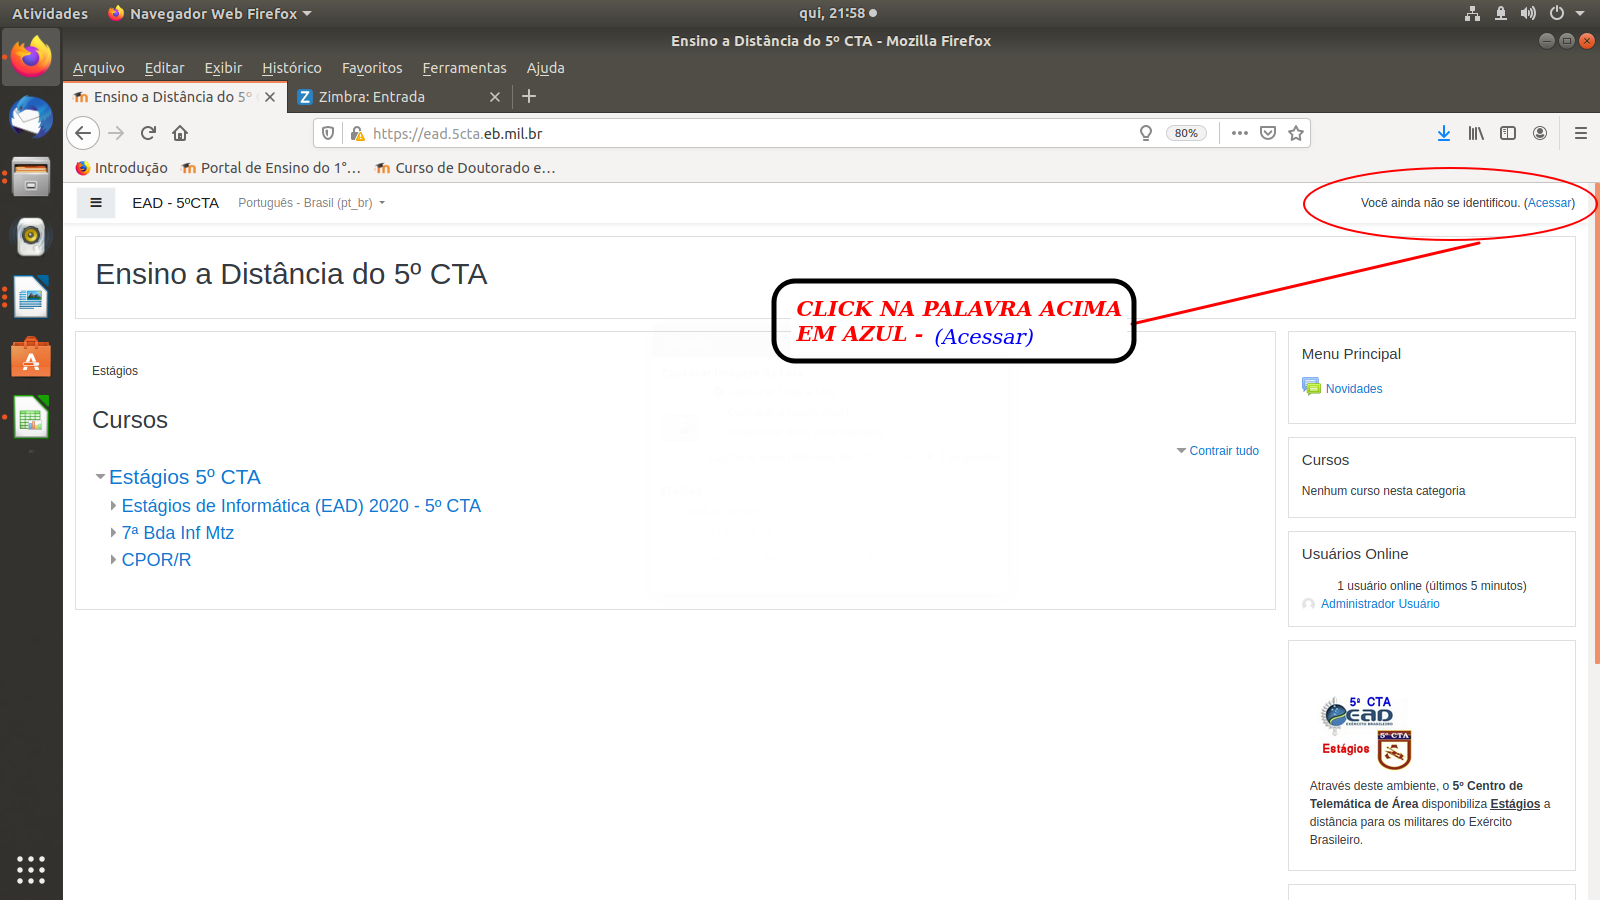 Atividades
Navegador Web Firefox
qui, 21:58
Ensino a Distância do 5º CTA - Mozilla Firefox
Arquivo Editar Exibir Histórico Favoritos Ferramentas Ajuda
Ensino a Distância do 5º
Zimbra: Entrada
https://ead.5cta.eb.mil.br
80%
Introdução
Portal de Ensino do 1°…
Curso de Doutorado e…
EAD - 5ºCTA
Português - Brasil (pt_br)
Você ainda não se identificou. (Acessar)
Ensino a Distância do 5º CTA
CLICK NA PALAVRA ACIMA
EM AZUL - (Acessar)
Estágios
Cursos
Contrair tudo
Estágios 5º CTA
Estágios de Informática (EAD) 2020 - 5º CTA
7ª Bda Inf Mtz
CPOR/R
Menu Principal
Novidades
Cursos
Nenhum curso nesta categoria
Usuários Online
1 usuário online (últimos 5 minutos)
Administrador Usuário
5º CTA
EAD
EXÉRCITO BRASILEIRO
Estágios
5º CTA
Através deste ambiente, o 5º Centro de
Telemática de Área disponibiliza Estágios a
distância para os militares do Exército
Brasileiro.